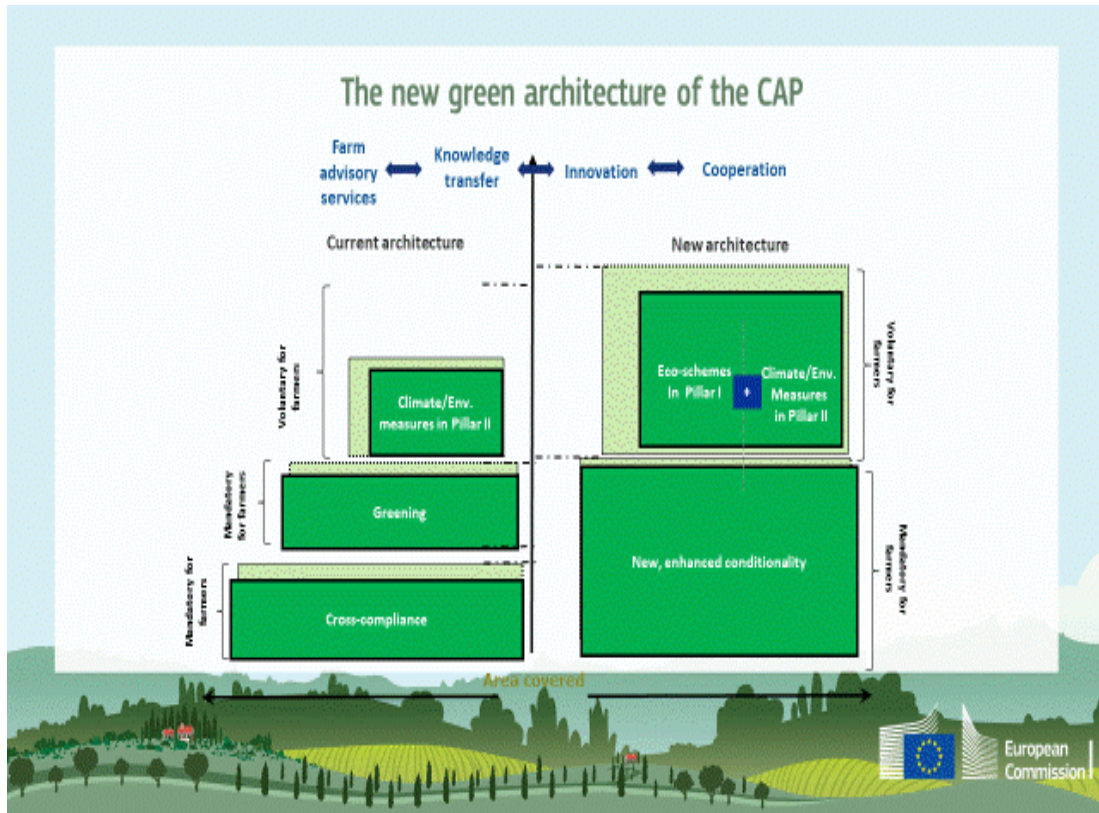 The new green architecture of the CAP
Farm
advisory
services
Knowledge
transfer
Innovation
Cooperation
Current architecture
New architecture
Voluntary for
farmers
Climate/Env.
measures in Pillar II
Mandatory
for farmers
Greening
Mandatory for
farmers
Cross-compliance
Eco-schemes
In Pillar I
+
Climate/Env.
Measures
in Pillar II
Voluntary for
farmers
New, enhanced conditionality
Mandatory for
farmers
Area covered
European
Commission